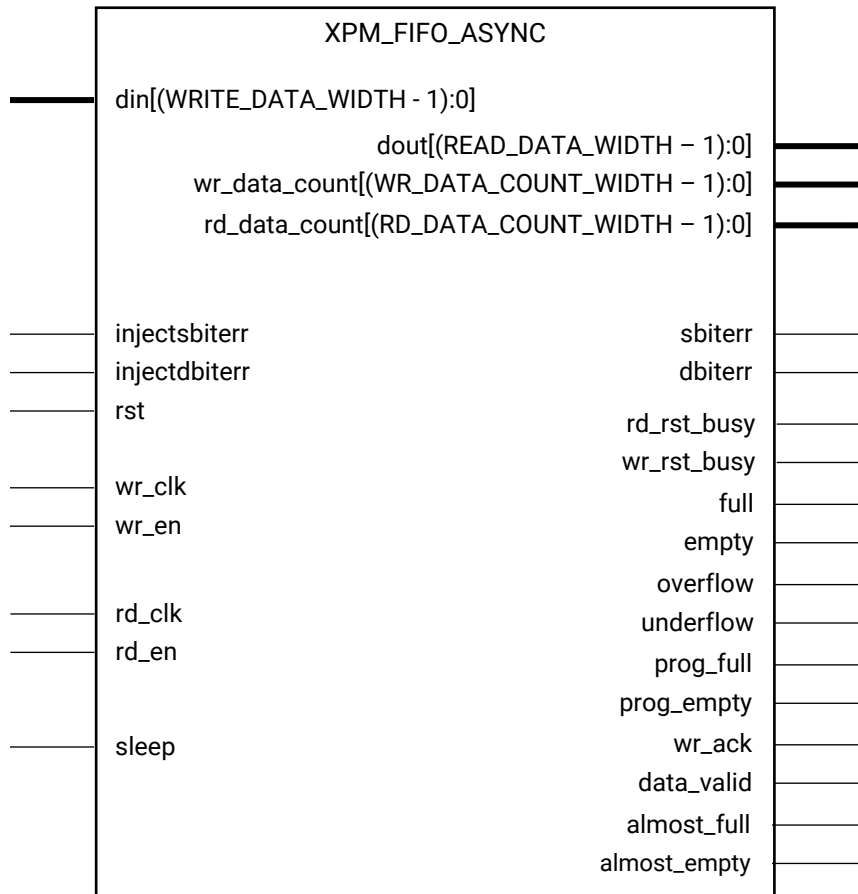 XPM_FIFO_ASYNC
din[(WRITE_DATA_WIDTH - 1):0]
dout[(READ_DATA_WIDTH – 1):0]
wr_data_count[(WR_DATA_COUNT_WIDTH – 1):0]
rd_data_count[(RD_DATA_COUNT_WIDTH – 1):0]
injectsbiterr
sbiterr
injectdbiterr
dbiterr
rst
rd_rst_busy
wr_rst_busy
wr_clk
full
wr_en
empty
overflow
rd_clk
underflow
rd_en
prog_full
prog_empty
sleep
wr_ack
data_valid
almost_full
almost_empty